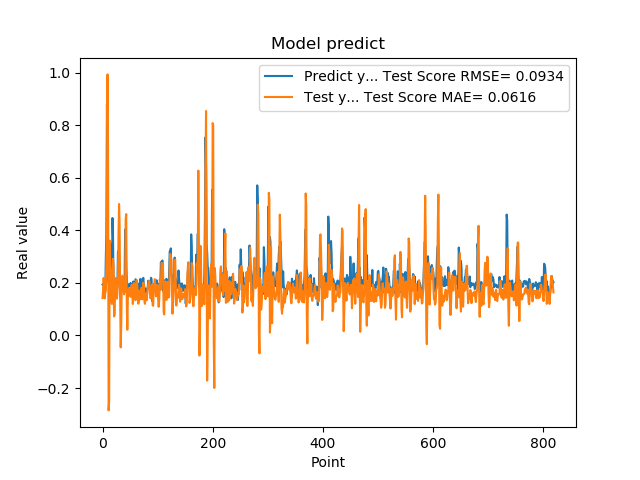 Model predict
Predict y... Test Score RMSE= 0.0934
Test y... Test Score MAE= 0.0616
1.0
0.8
0.6
0.4
0.2
0.0
−0.2
Real value
0 200 400 600 800
Point